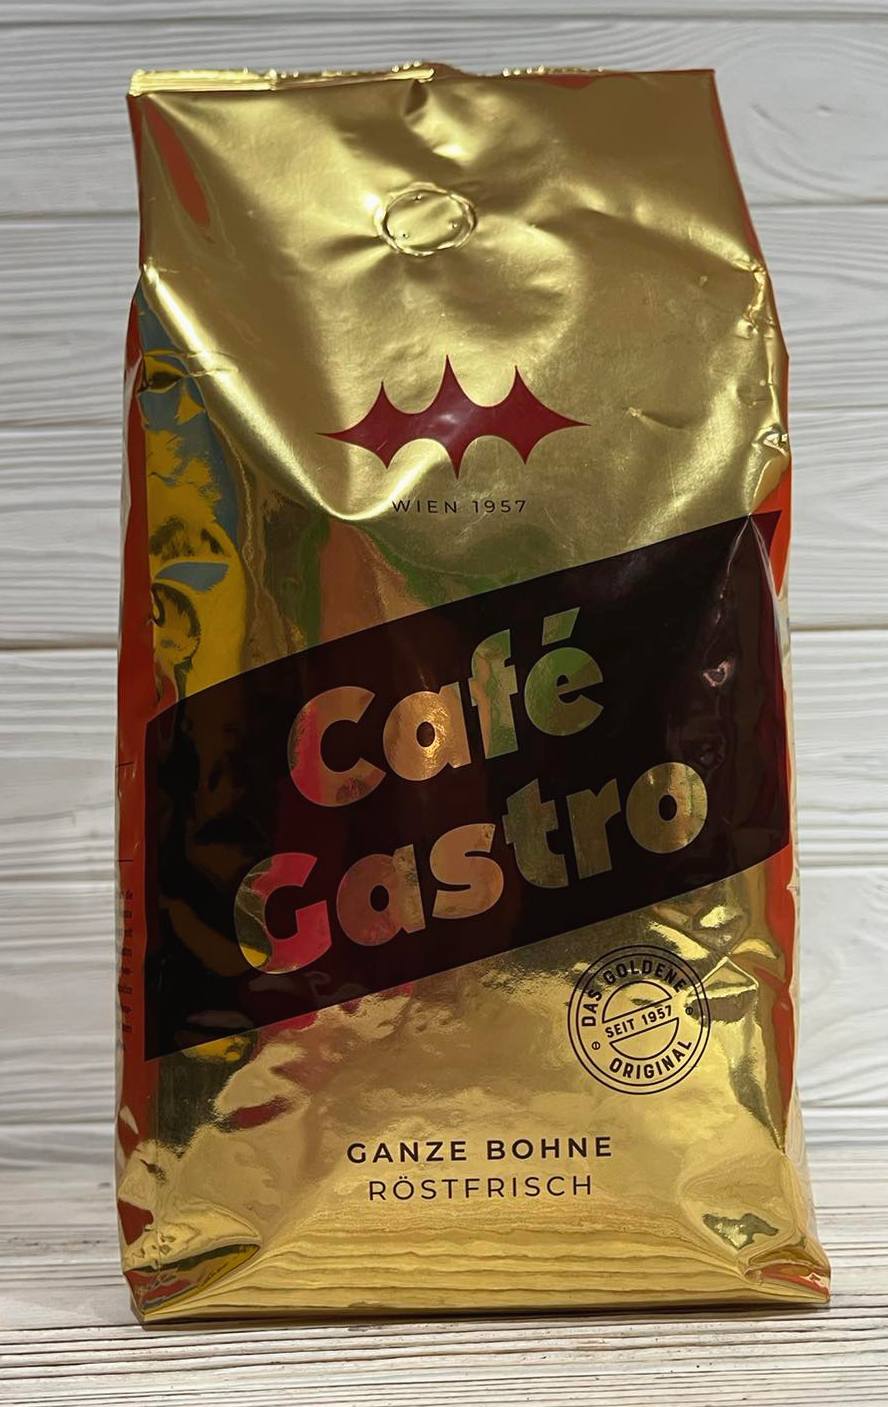 WIEN 1957
Café
Gastro
DAS GOLDENE
SEIT 1957
ORIGINAL
GANZE BOHNE
RÖSTFRISCH